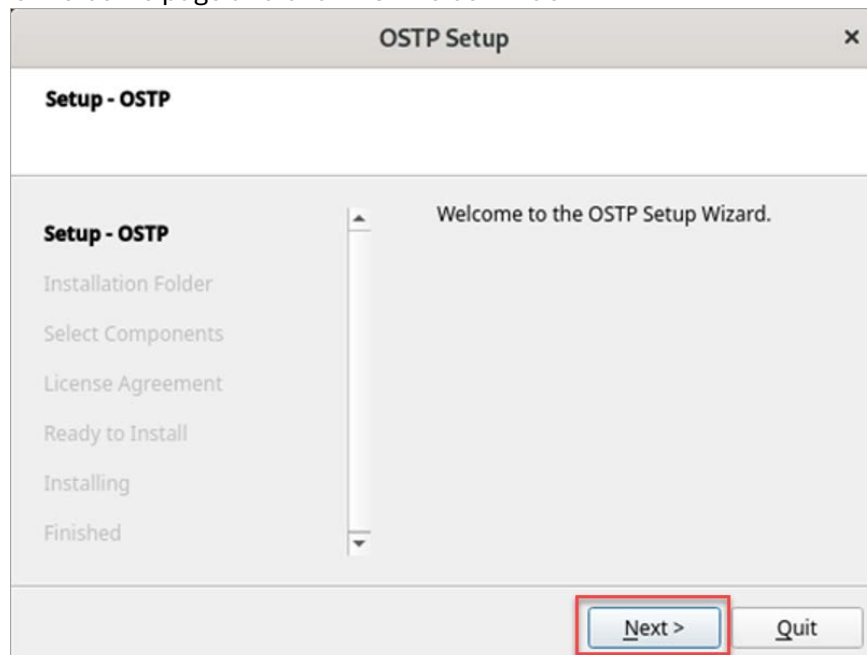 OSTP Setup
Setup - OSTP
Setup - OSTP
Installation Folder
Select Components
License Agreement
Ready to Install
Installing
Finished
Welcome to the OSTP Setup Wizard.
Next >
Quit